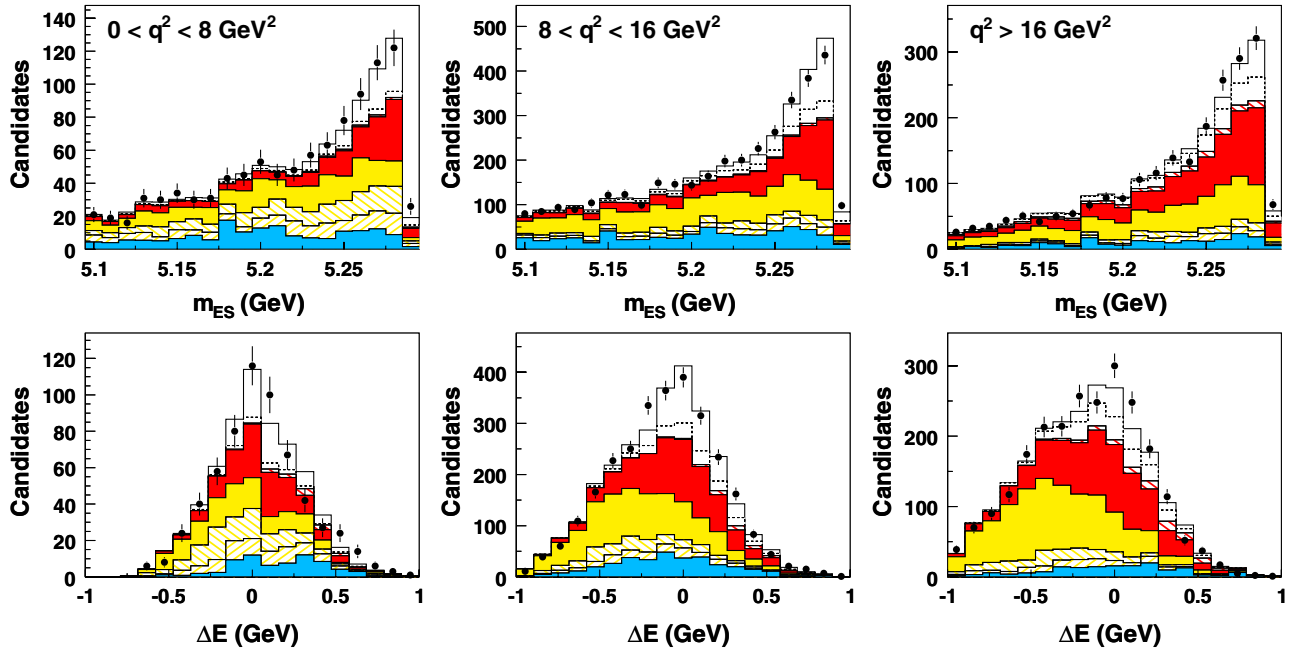 0 < q² < 8 GeV²
Candidates
140
120
100
80
60
40
20
0
5.1 5.15 5.2 5.25
m_ES (GeV)
8 < q² < 16 GeV²
Candidates
500
400
300
200
100
0
5.1 5.15 5.2 5.25
m_ES (GeV)
q² > 16 GeV²
Candidates
300
200
100
0
5.1 5.15 5.2 5.25
m_ES (GeV)
Candidates
120
100
80
60
40
20
0
-1 -0.5 0 0.5 1
ΔE (GeV)
Candidates
400
300
200
100
0
-1 -0.5 0 0.5 1
ΔE (GeV)
Candidates
300
200
100
0
-1 -0.5 0 0.5 1
ΔE (GeV)